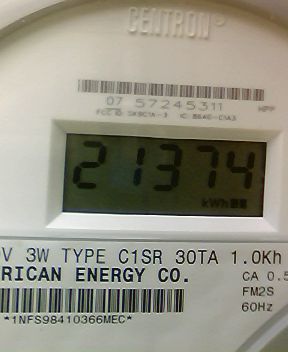 CENTRON
07 57245311
21374
kWh
V 3W TYPE C1SR 30TA 1.0Kh
RICAN ENERGY CO.
CA 0.5
FM2S
60Hz
*1NFS98410366MEC*